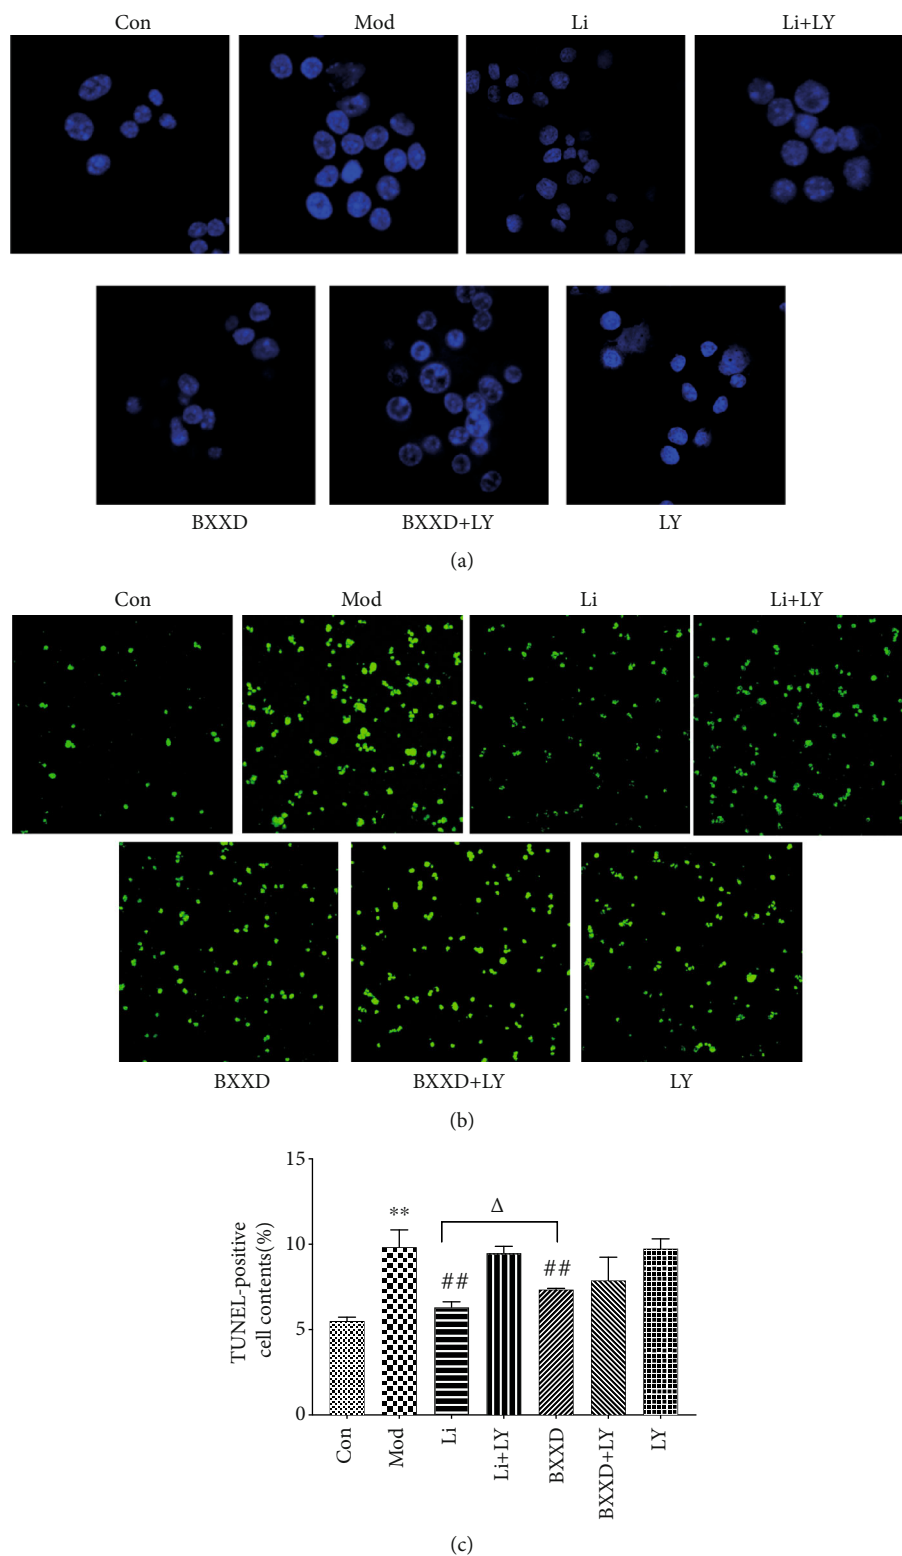 Con Mod Li Li+LY
BXXD BXXD+LY LY
(a)
Con Mod Li Li+LY
BXXD BXXD+LY LY
(b)
15
10
5
0
TUNEL-positive
cell contents(%)
**
##
Δ
##
Con
Mod
Li
Li+LY
BXXD
BXXD+LY
LY
(c)